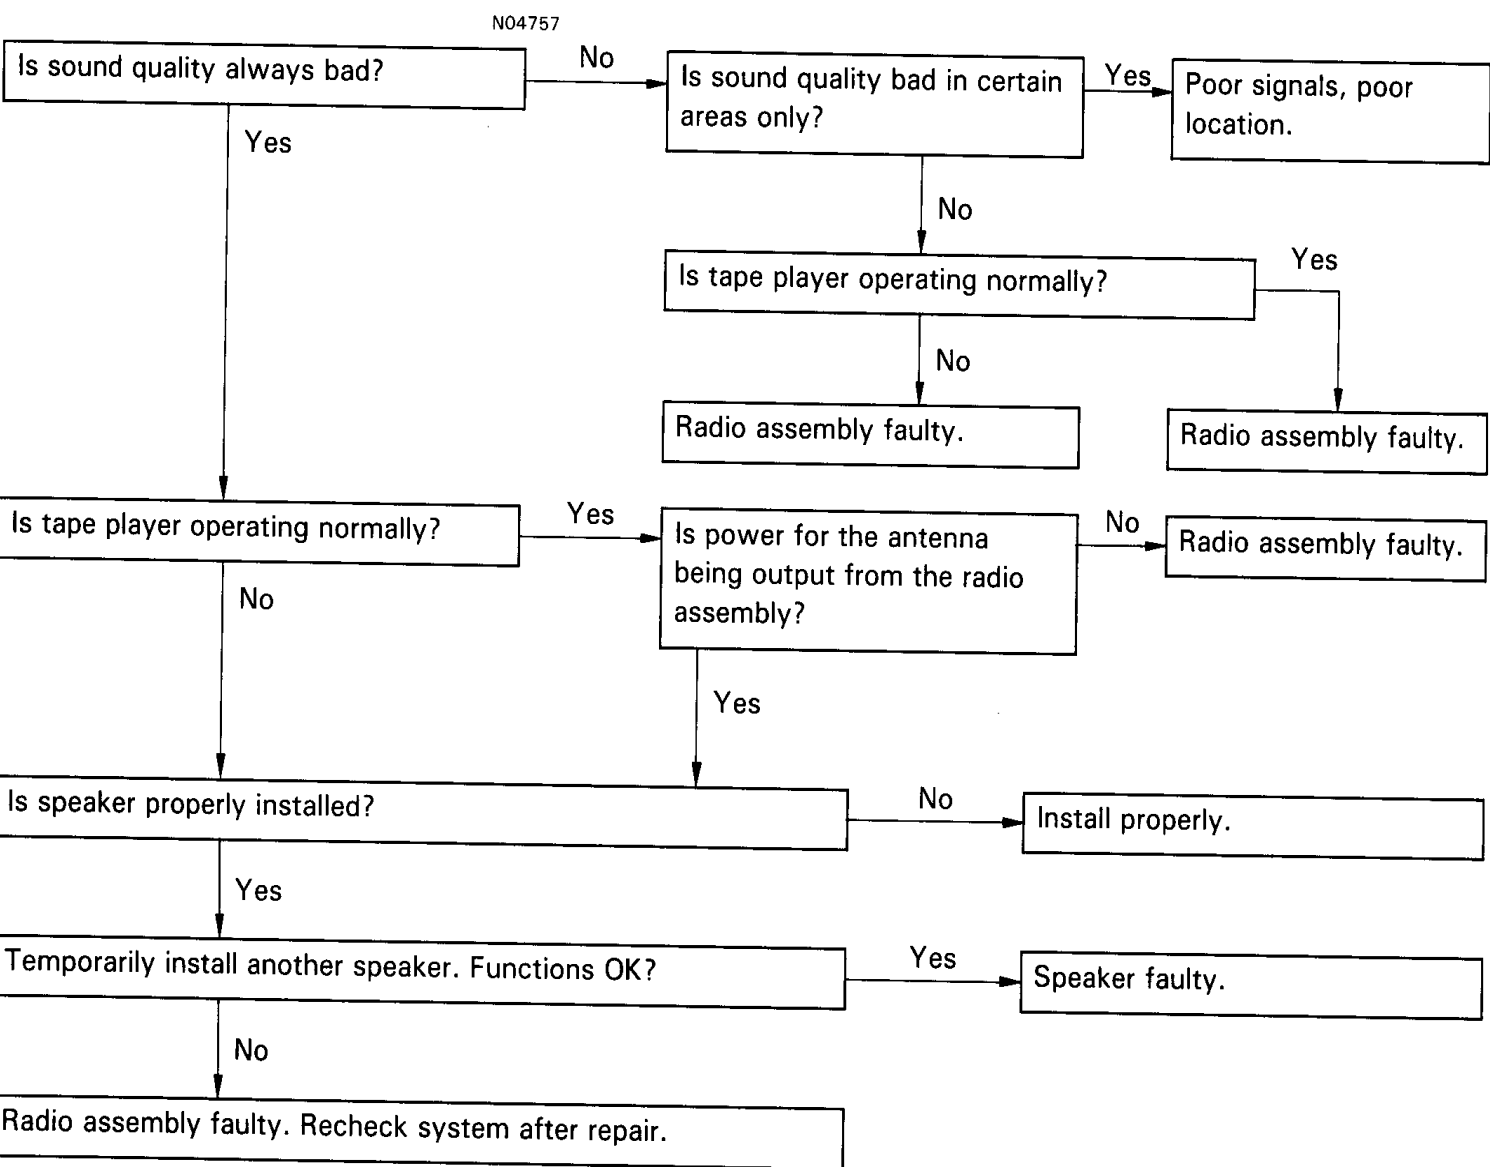 N04757
Is sound quality always bad?
No
Is sound quality bad in certain
areas only?
Yes
Poor signals, poor
location.
Yes
No
Is tape player operating normally?
Yes
No
Radio assembly faulty.
Radio assembly faulty.
Is tape player operating normally?
Yes
Is power for the antenna
being output from the radio
assembly?
No
Radio assembly faulty.
No
Yes
Is speaker properly installed?
No
Install properly.
Yes
Temporarily install another speaker. Functions OK?
Yes
Speaker faulty.
No
Radio assembly faulty. Recheck system after repair.